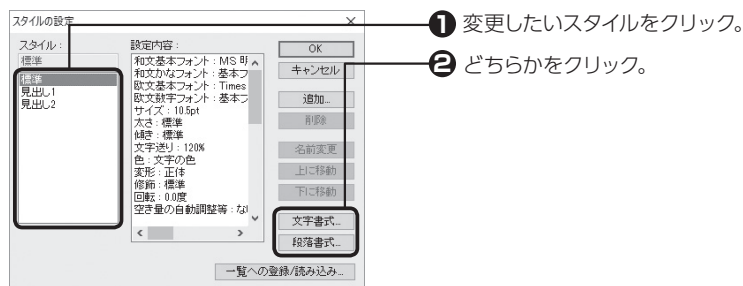 スタイルの設定
❶ 変更したいスタイルをクリック。
スタイル：
設定内容：
標準
標準
見出し1
見出し2
和文基本フォント：MS 明
和文かなフォント：基本フ
欧文基本フォント：Times
欧文数字フォント：基本フ
サイズ：10.5pt
太さ：標準
傾き：標準
文字送り：120%
色：文字の色
変形：正体
修飾：標準
回転：0.0度
空き量の自動調整等：な
OK
キャンセル
追加...
削除
名前変更
上に移動
下に移動
文字書式...
段落書式...
一覧への登録/読み込み...
❷ どちらかをクリック。